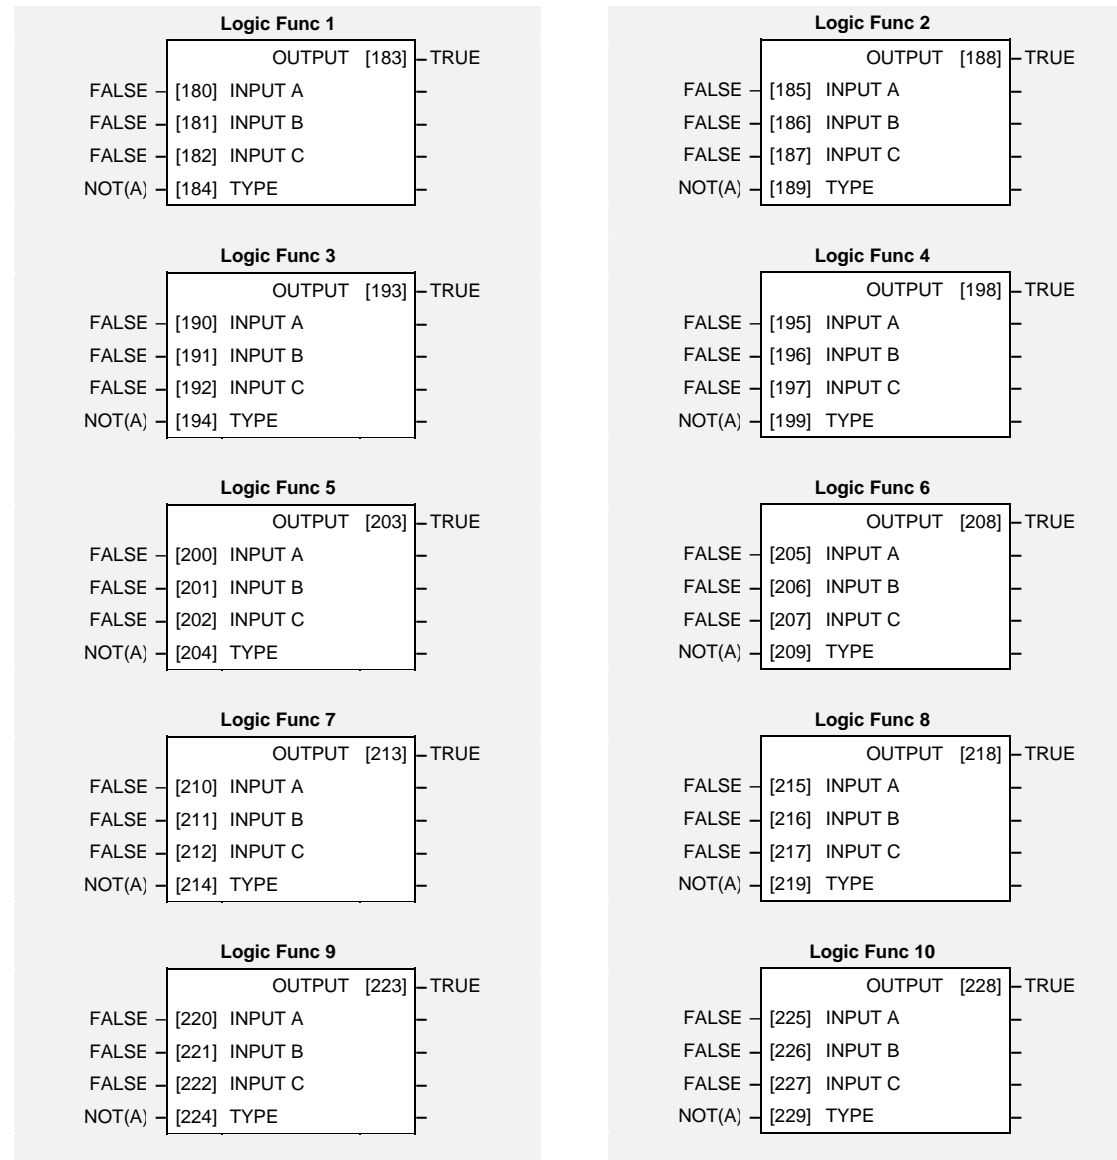 Logic Func 1
OUTPUT [183] TRUE
FALSE [180] INPUT A
FALSE [181] INPUT B
FALSE [182] INPUT C
NOT(A) [184] TYPE
Logic Func 2
OUTPUT [188] TRUE
FALSE [185] INPUT A
FALSE [186] INPUT B
FALSE [187] INPUT C
NOT(A) [189] TYPE
Logic Func 3
OUTPUT [193] TRUE
FALSE [190] INPUT A
FALSE [191] INPUT B
FALSE [192] INPUT C
NOT(A) [194] TYPE
Logic Func 4
OUTPUT [198] TRUE
FALSE [195] INPUT A
FALSE [196] INPUT B
FALSE [197] INPUT C
NOT(A) [199] TYPE
Logic Func 5
OUTPUT [203] TRUE
FALSE [200] INPUT A
FALSE [201] INPUT B
FALSE [202] INPUT C
NOT(A) [204] TYPE
Logic Func 6
OUTPUT [208] TRUE
FALSE [205] INPUT A
FALSE [206] INPUT B
FALSE [207] INPUT C
NOT(A) [209] TYPE
Logic Func 7
OUTPUT [213] TRUE
FALSE [210] INPUT A
FALSE [211] INPUT B
FALSE [212] INPUT C
NOT(A) [214] TYPE
Logic Func 8
OUTPUT [218] TRUE
FALSE [215] INPUT A
FALSE [216] INPUT B
FALSE [217] INPUT C
NOT(A) [219] TYPE
Logic Func 9
OUTPUT [223] TRUE
FALSE [220] INPUT A
FALSE [221] INPUT B
FALSE [222] INPUT C
NOT(A) [224] TYPE
Logic Func 10
OUTPUT [228] TRUE
FALSE [225] INPUT A
FALSE [226] INPUT B
FALSE [227] INPUT C
NOT(A) [229] TYPE